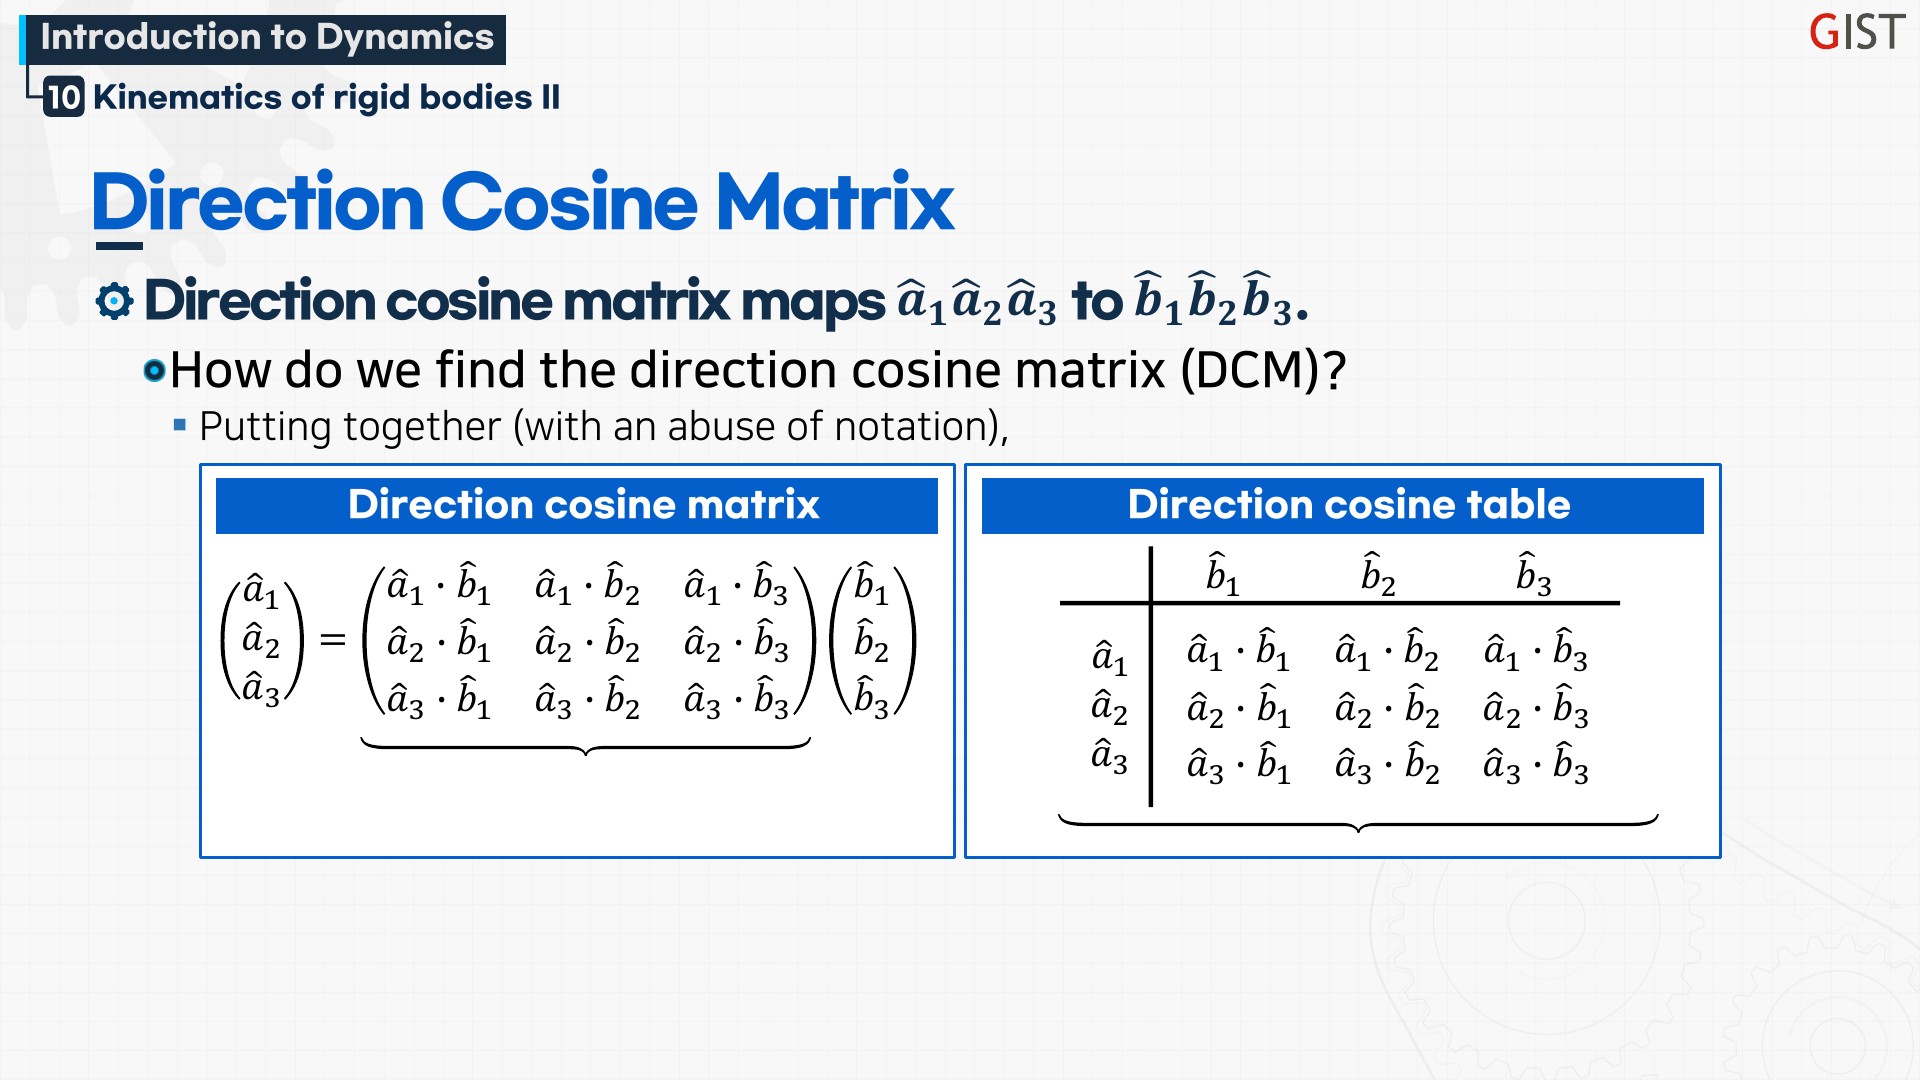 Introduction to Dynamics
GIST
10 Kinematics of rigid bodies II
Direction Cosine Matrix
Direction cosine matrix maps â₁â₂â₃ to b̂₁b̂₂b̂₃.
How do we find the direction cosine matrix (DCM)?
Putting together (with an abuse of notation),
Direction cosine matrix
(â₁ â₂ â₃) = (â₁ · b̂₁ â₁ · b̂₂ â₁ · b̂₃
â₂ · b̂₁ â₂ · b̂₂ â₂ · b̂₃
â₃ · b̂₁ â₃ · b̂₂ â₃ · b̂₃) (b̂₁ b̂₂ b̂₃)
Direction cosine table
b̂₁ b̂₂ b̂₃
â₁ â₁ · b̂₁ â₁ · b̂₂ â₁ · b̂₃
â₂ â₂ · b̂₁ â₂ · b̂₂ â₂ · b̂₃
â₃ â₃ · b̂₁ â₃ · b̂₂ â₃ · b̂₃